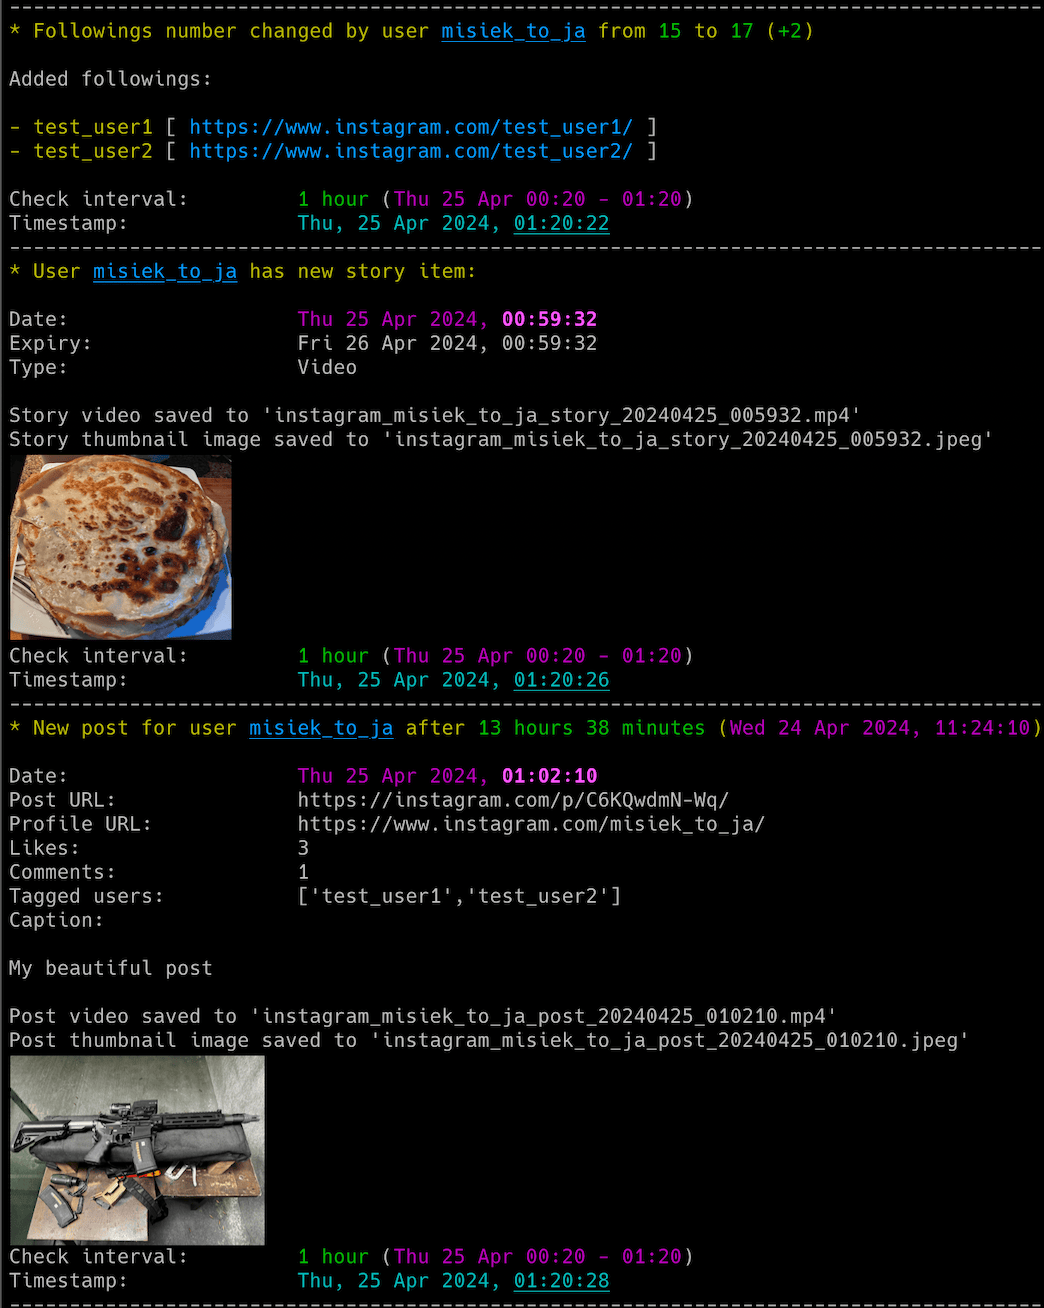 * Followings number changed by user misiek_to_ja from 15 to 17 (+2)
Added followings:
- test_user1 [ https://www.instagram.com/test_user1/ ]
- test_user2 [ https://www.instagram.com/test_user2/ ]
Check interval: 1 hour (Thu 25 Apr 00:20 - 01:20)
Timestamp: Thu, 25 Apr 2024, 01:20:22
* User misiek_to_ja has new story item:
Date: Thu 25 Apr 2024, 00:59:32
Expiry: Fri 26 Apr 2024, 00:59:32
Type: Video
Story video saved to 'instagram_misiek_to_ja_story_20240425_005932.mp4'
Story thumbnail image saved to 'instagram_misiek_to_ja_story_20240425_005932.jpeg'
Check interval: 1 hour (Thu 25 Apr 00:20 - 01:20)
Timestamp: Thu, 25 Apr 2024, 01:20:26
* New post for user misiek_to_ja after 13 hours 38 minutes (Wed 24 Apr 2024, 11:24:10)
Date: Thu 25 Apr 2024, 01:02:10
Post URL: https://instagram.com/p/C6KQwdmN-Wq/
Profile URL: https://www.instagram.com/misiek_to_ja/
Likes: 3
Comments: 1
Tagged users: ['test_user1','test_user2']
Caption:
My beautiful post
Post video saved to 'instagram_misiek_to_ja_post_20240425_010210.mp4'
Post thumbnail image saved to 'instagram_misiek_to_ja_post_20240425_010210.jpeg'
Check interval: 1 hour (Thu 25 Apr 00:20 - 01:20)
Timestamp: Thu, 25 Apr 2024, 01:20:28